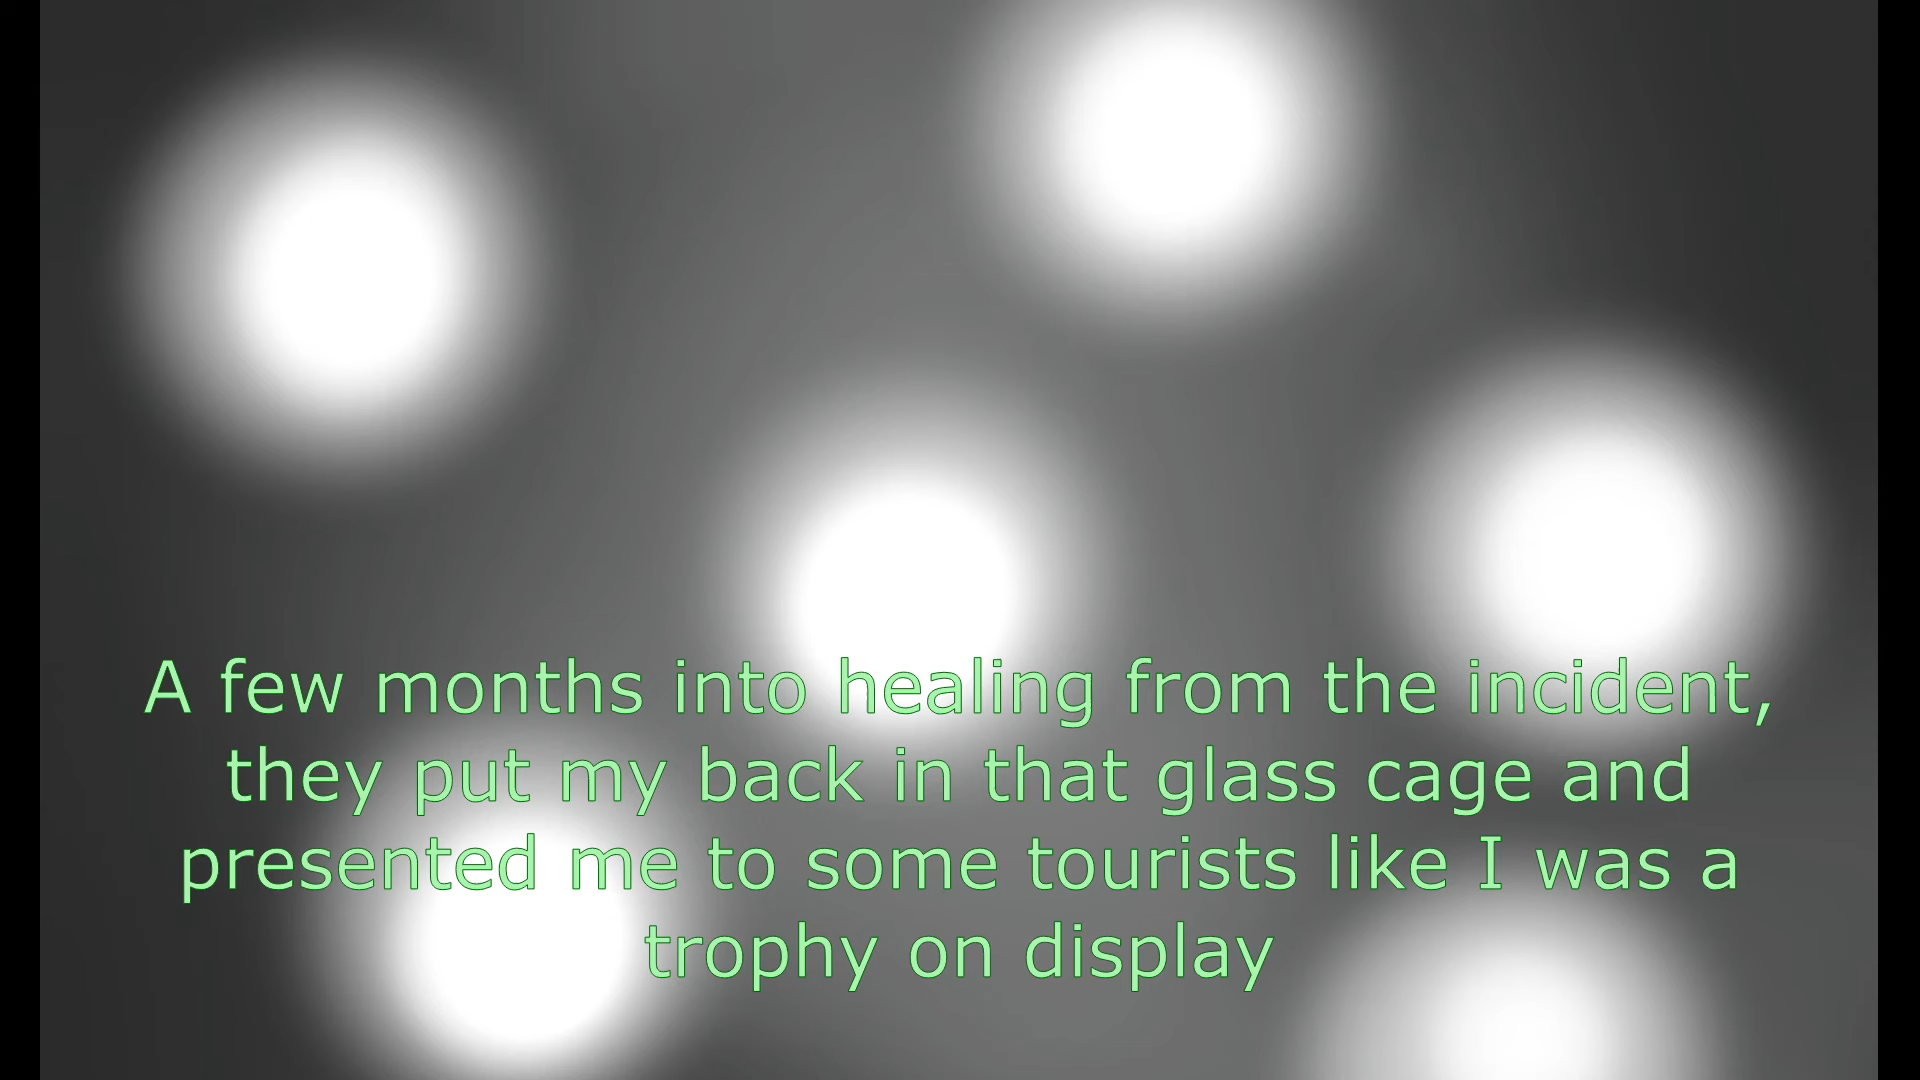 A few months into healing from the incident,
they put my back in that glass cage and
presented me to some tourists like I was a
trophy on display